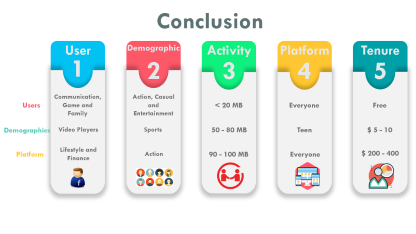 Conclusion
User Demographic Activity Platform Tenure
1 2 3 4 5
Communication,
Game and
Family
Action, Casual
and
Entertainment
Users < 20 MB Everyone Free
Demographics Video Players Sports 50 - 80 MB Teen $ 5 - 10
Platform Lifestyle and
Finance
Action 90 - 100 MB Everyone $ 200 - 400